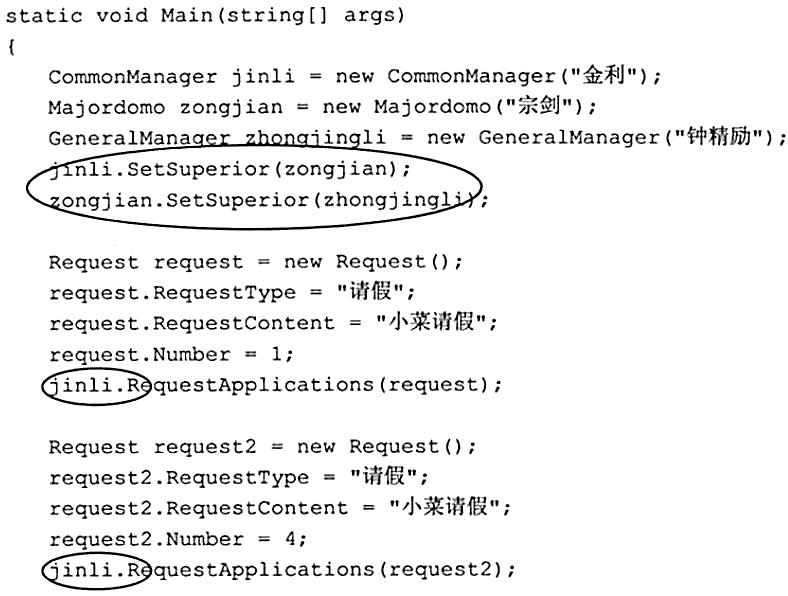 static void Main(string[] args)
{
CommonManager jinli = new CommonManager("金利");
Majordomo zongjian = new Majordomo("宗剑");
GeneralManager zhongjingli = new GeneralManager("钟精励");
jinli.SetSuperior(zongjian);
zongjian.SetSuperior(zhongjingli);
Request request = new Request();
request.RequestType = "请假";
request.RequestContent = "小菜请假";
request.Number = 1;
jinli.RequestApplications(request);
Request request2 = new Request();
request2.RequestType = "请假";
request2.RequestContent = "小菜请假";
request2.Number = 4;
jinli.RequestApplications(request2);